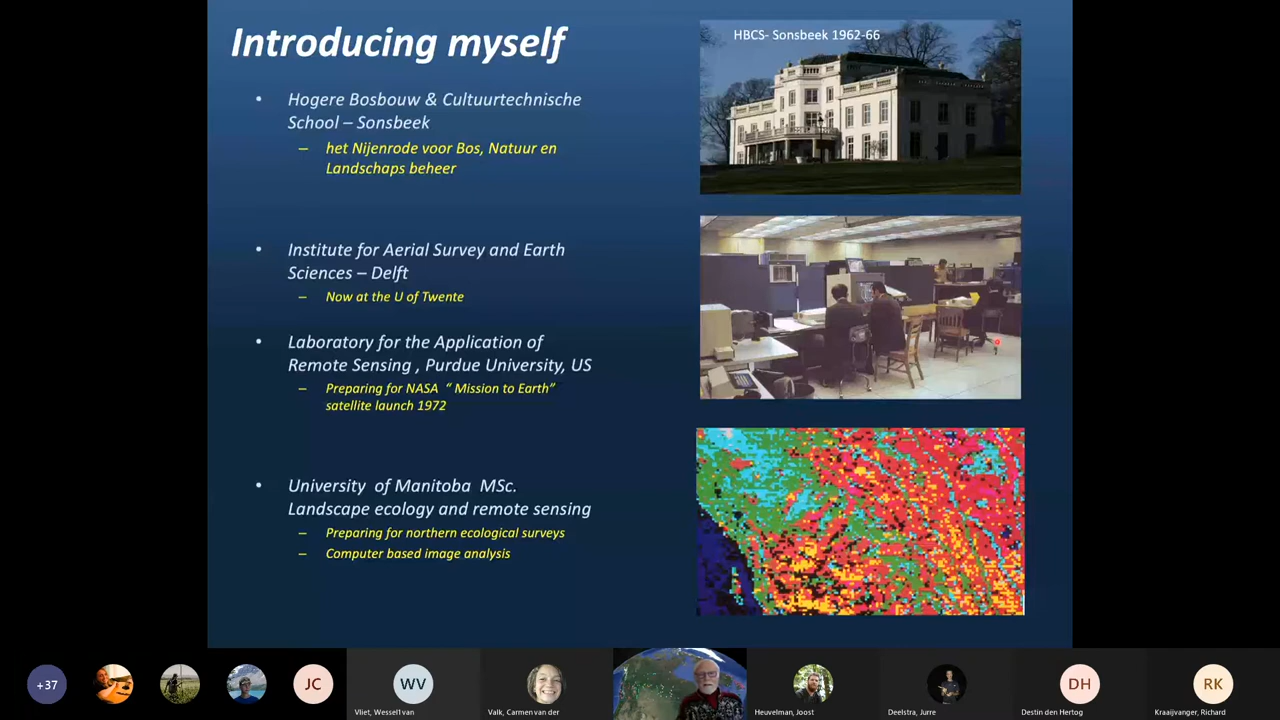 Introducing myself
HBCS- Sonsbeek 1962-66
• Hogere Bosbouw & Cultuurtechnische
School – Sonsbeek
– het Nijenrode voor Bos, Natuur en
Landschaps beheer
• Institute for Aerial Survey and Earth
Sciences – Delft
– Now at the U of Twente
• Laboratory for the Application of
Remote Sensing , Purdue University, US
– Preparing for NASA “ Mission to Earth”
satellite launch 1972
• University of Manitoba MSc.
Landscape ecology and remote sensing
– Preparing for northern ecological surveys
– Computer based image analysis
+37
JC
WV
DH
RK
Vliet, Wessel1 van
Valk, Carmen van der
Heuvelman, Joost
Deelstra, Jurre
Destin den Hertog
Kraaijvanger, Richard